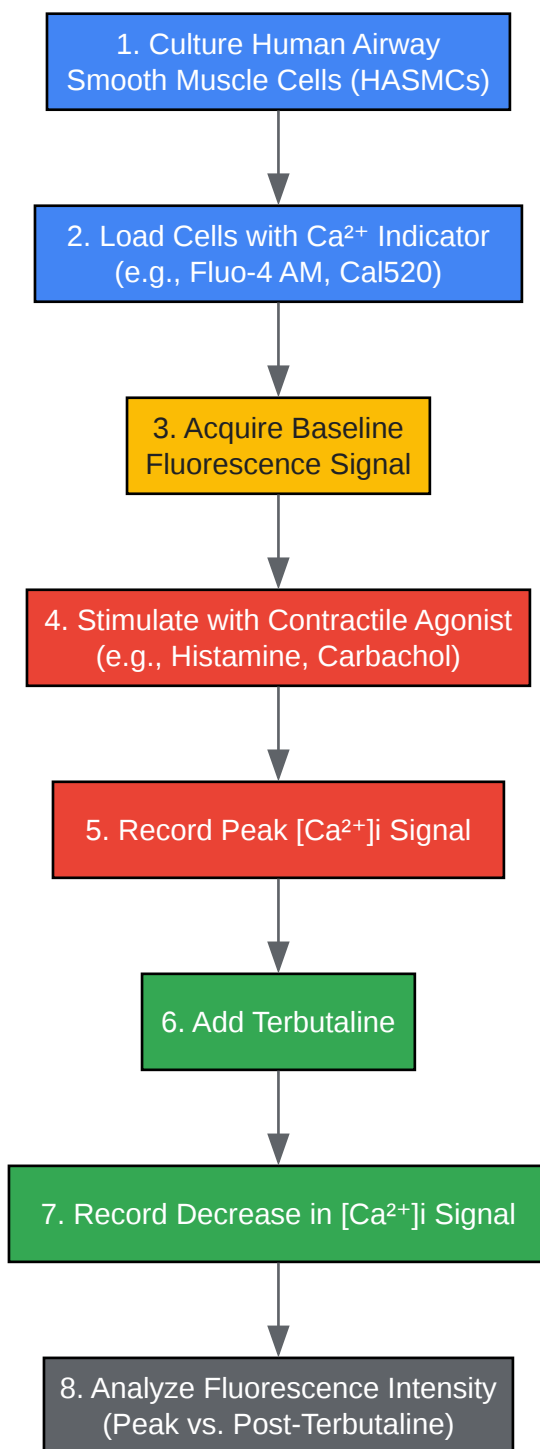 1. Culture Human Airway
Smooth Muscle Cells (HASMCs)
2. Load Cells with Ca²⁺ Indicator
(e.g., Fluo-4 AM, Cal520)
3. Acquire Baseline
Fluorescence Signal
4. Stimulate with Contractile Agonist
(e.g., Histamine, Carbachol)
5. Record Peak [Ca²⁺]i Signal
6. Add Terbutaline
7. Record Decrease in [Ca²⁺]i Signal
8. Analyze Fluorescence Intensity
(Peak vs. Post-Terbutaline)